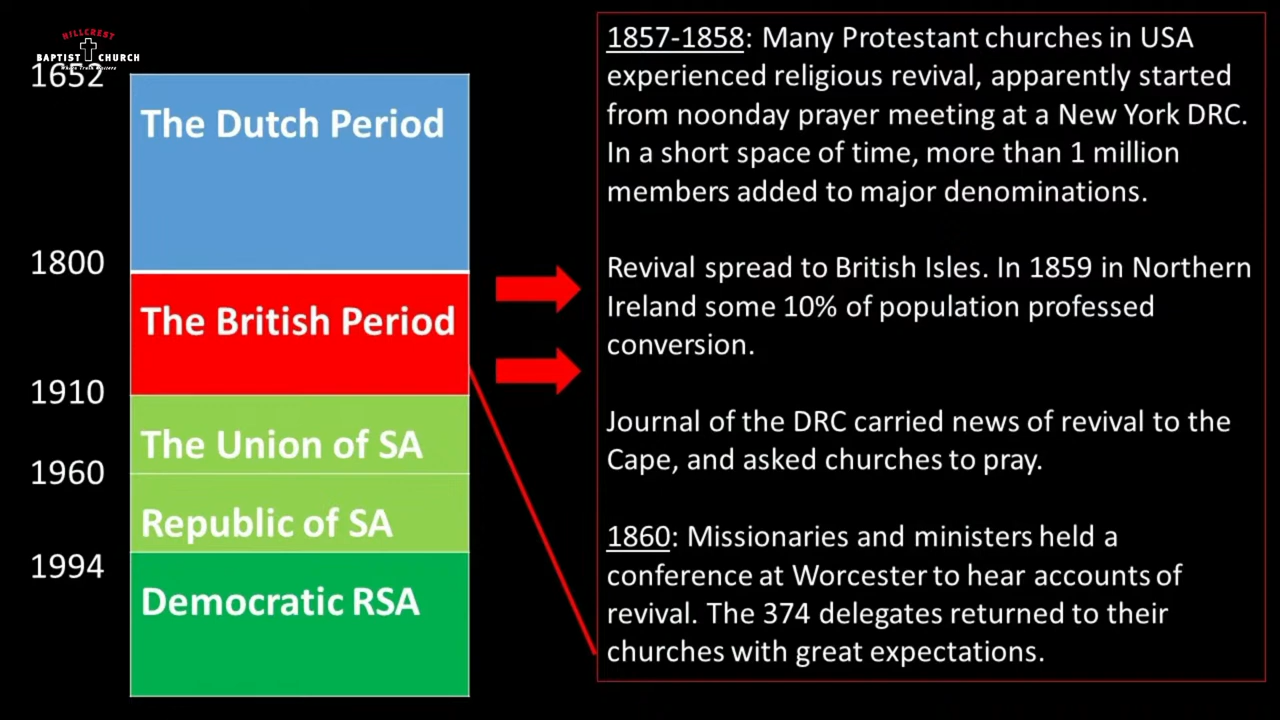 HILLCREST
BAPTIST CHURCH
Where Truth Matters
1652
The Dutch Period
1800
The British Period
1910
The Union of SA
1960
Republic of SA
1994
Democratic RSA
1857-1858: Many Protestant churches in USA
experienced religious revival, apparently started
from noonday prayer meeting at a New York DRC.
In a short space of time, more than 1 million
members added to major denominations.
Revival spread to British Isles. In 1859 in Northern
Ireland some 10% of population professed
conversion.
Journal of the DRC carried news of revival to the
Cape, and asked churches to pray.
1860: Missionaries and ministers held a
conference at Worcester to hear accounts of
revival. The 374 delegates returned to their
churches with great expectations.